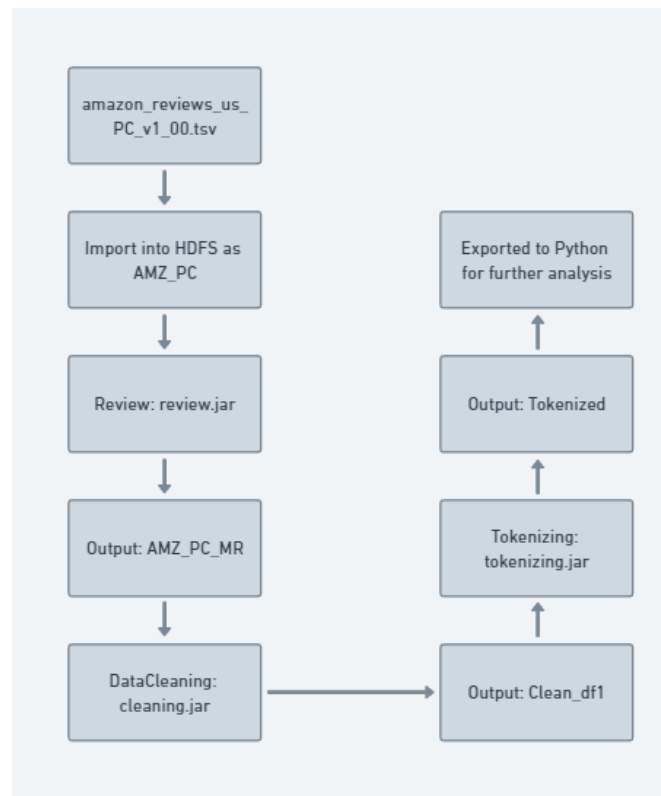 amazon_reviews_us_
PC_v1_00.tsv
Import into HDFS as
AMZ_PC
Review: review.jar
Output: AMZ_PC_MR
DataCleaning:
cleaning.jar
Output: Clean_df1
Tokenizing:
tokenizing.jar
Output: Tokenized
Exported to Python
for further analysis